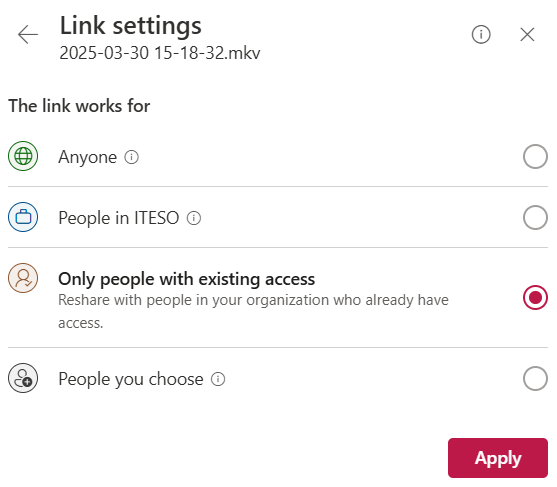 Link settings
2025-03-30 15-18-32.mkv
The link works for
Anyone
People in ITESO
Only people with existing access
Reshare with people in your organization who already have
access.
People you choose
Apply